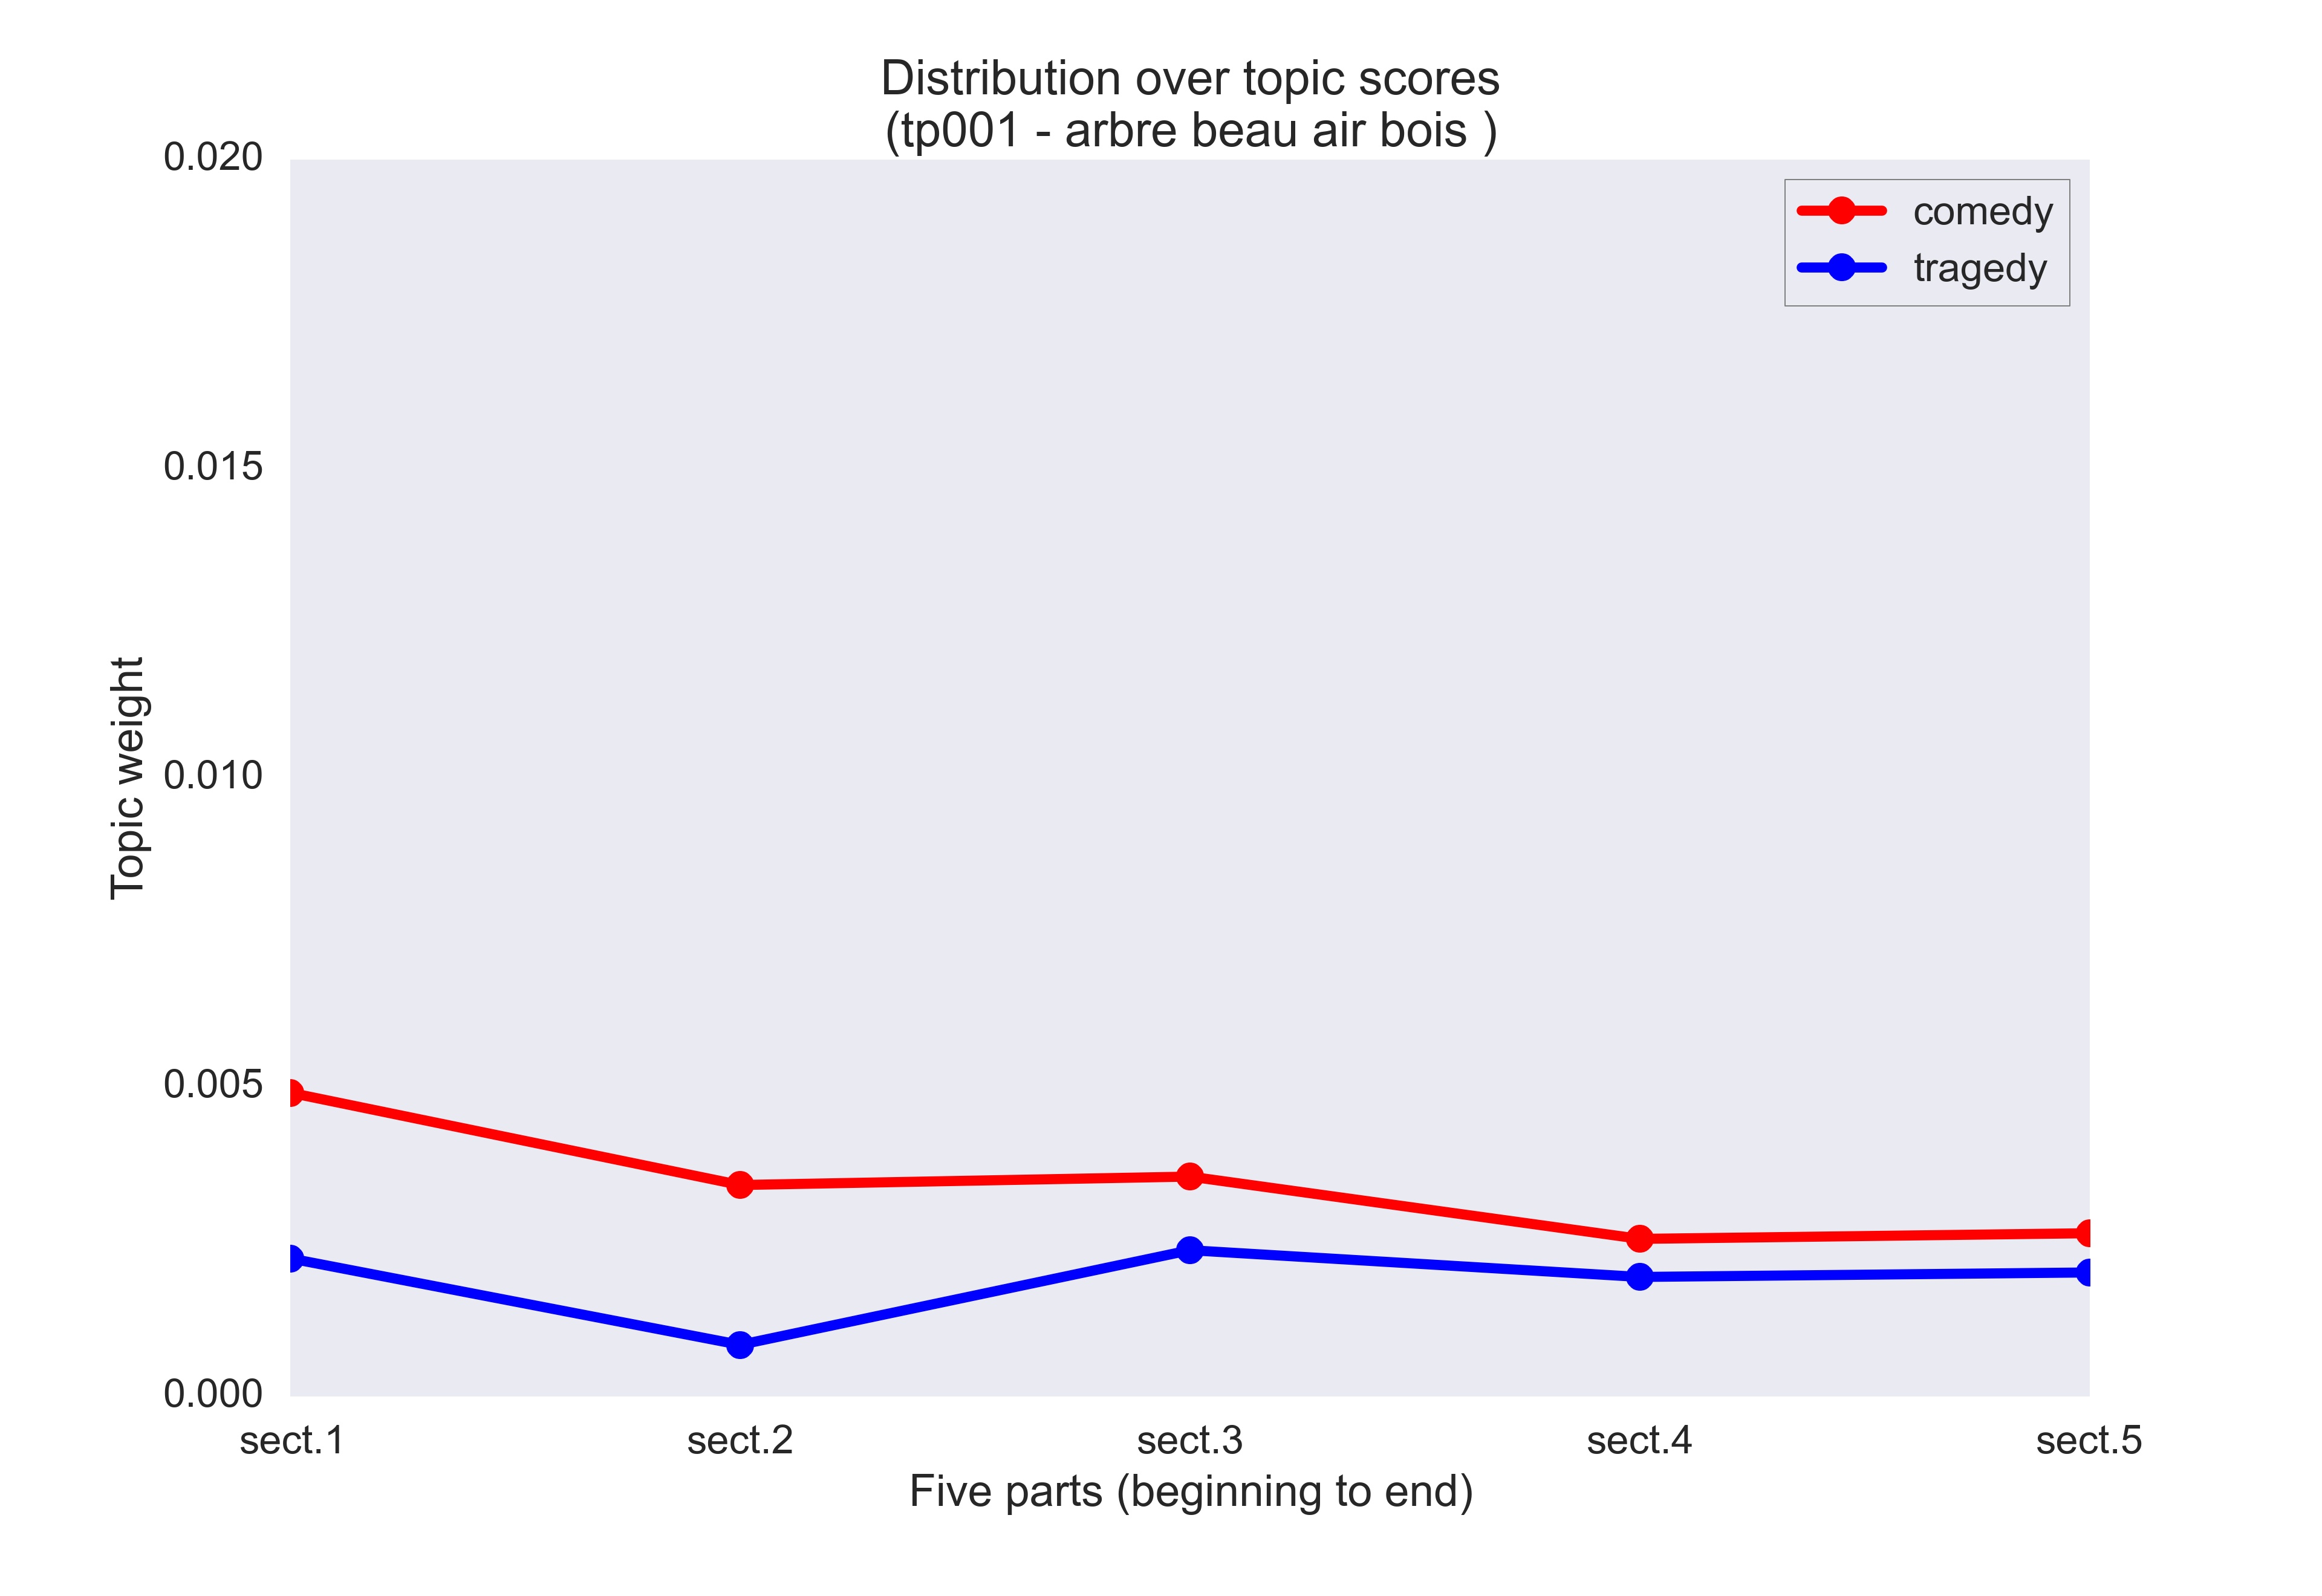 Distribution over topic scores
(tp001 - arbre beau air bois )
0.020
0.015
0.010
0.005
0.000
Topic weight
comedy
tragedy
sect.1 sect.2 sect.3 sect.4 sect.5
Five parts (beginning to end)